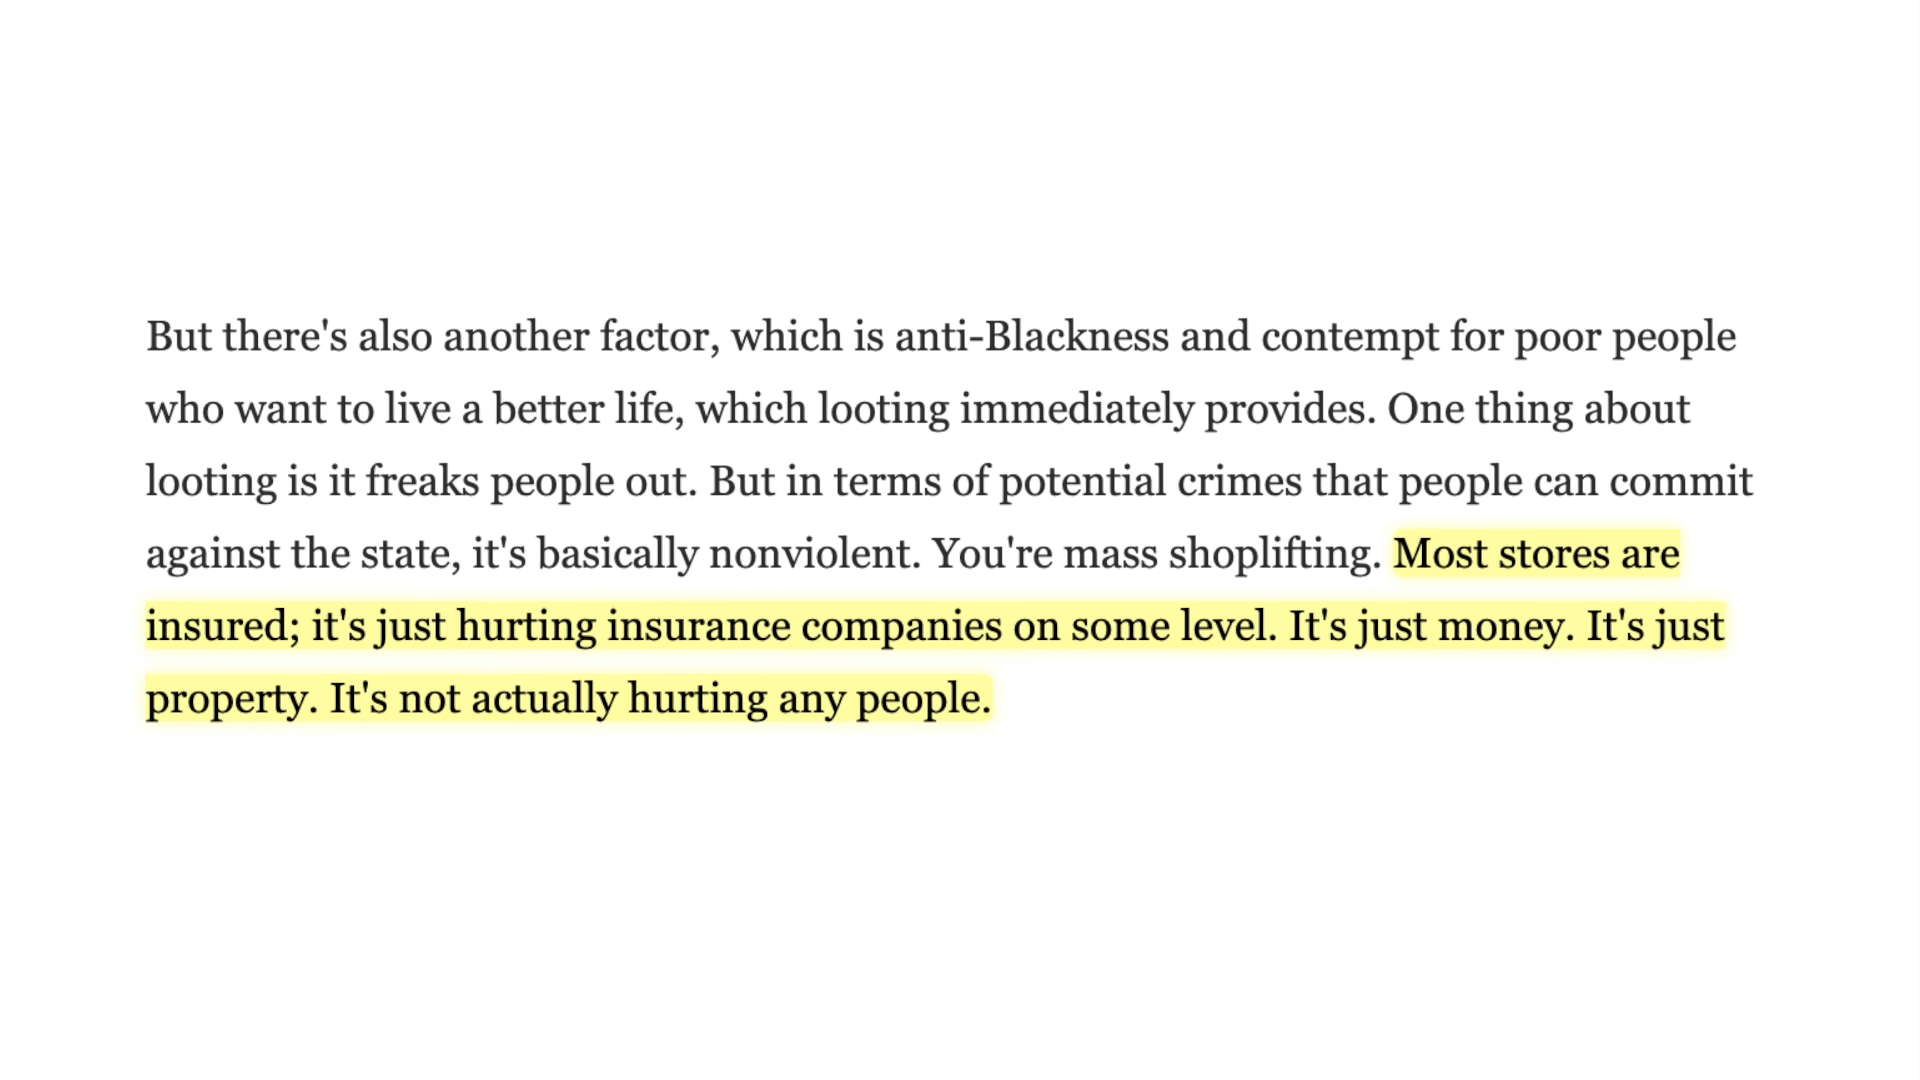 But there's also another factor, which is anti-Blackness and contempt for poor people
who want to live a better life, which looting immediately provides. One thing about
looting is it freaks people out. But in terms of potential crimes that people can commit
against the state, it's basically nonviolent. You're mass shoplifting. Most stores are
insured; it's just hurting insurance companies on some level. It's just money. It's just
property. It's not actually hurting any people.